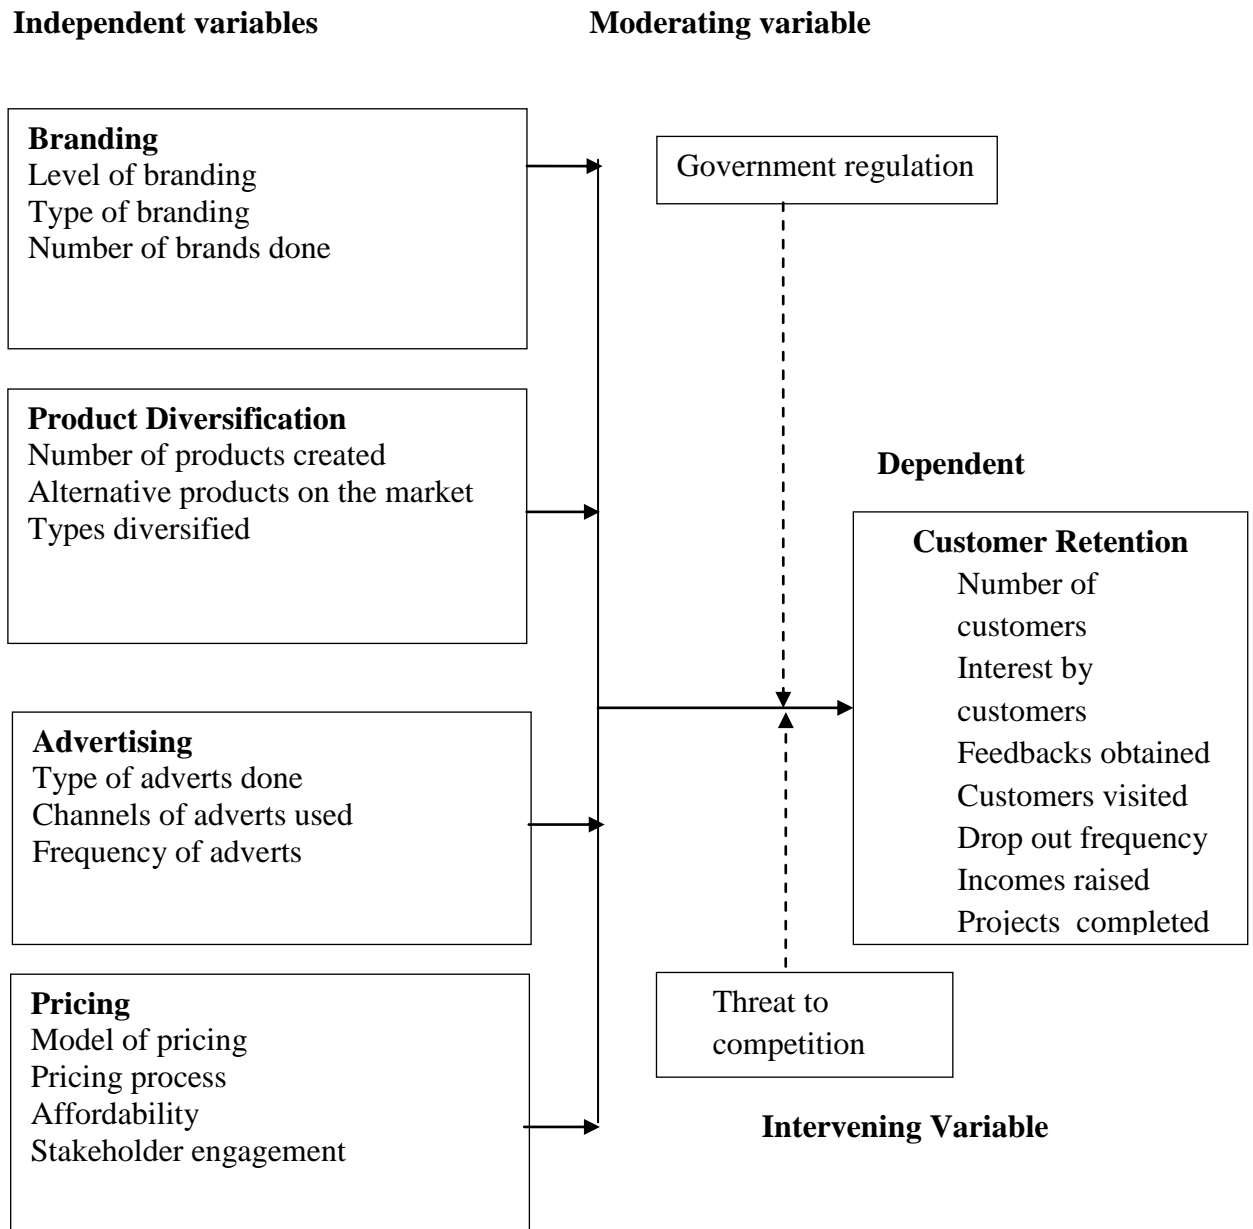 Independent variables
Moderating variable
Branding
Level of branding
Type of branding
Number of brands done
Government regulation
Product Diversification
Number of products created
Alternative products on the market
Types diversified
Dependent
Customer Retention
Number of
customers
Interest by
customers
Feedbacks obtained
Customers visited
Drop out frequency
Incomes raised
Projects completed
Advertising
Type of adverts done
Channels of adverts used
Frequency of adverts
Threat to
competition
Pricing
Model of pricing
Pricing process
Affordability
Stakeholder engagement
Intervening Variable